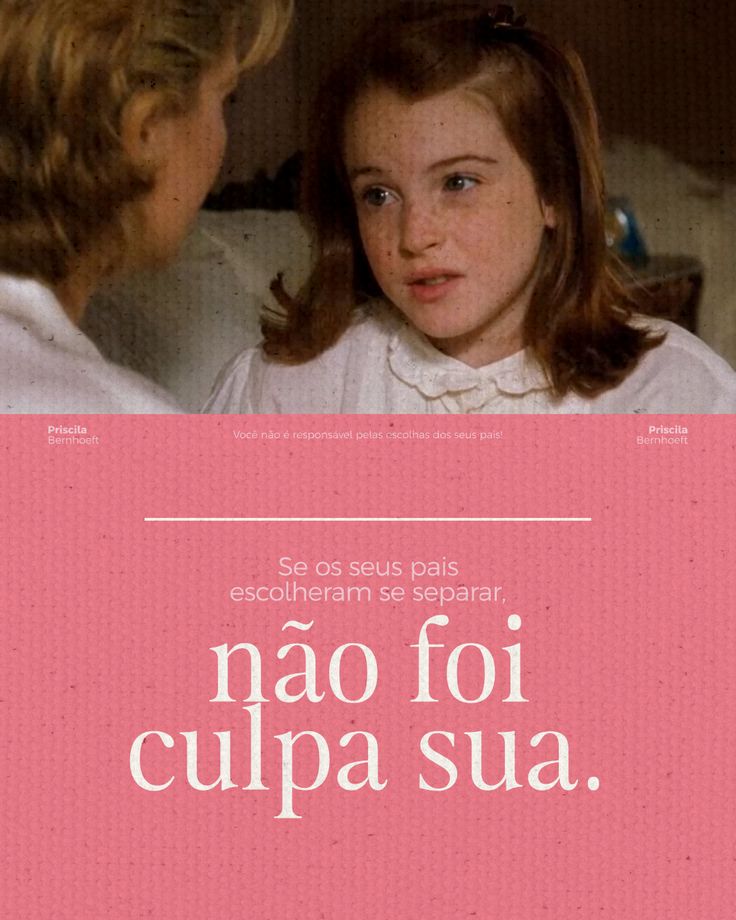 Priscila
Bernhoeft
Você não é responsável pelas escolhas dos seus pais!
Priscila
Bernhoeft
Se os seus pais
escolheram se separar,
não foi
culpa sua.